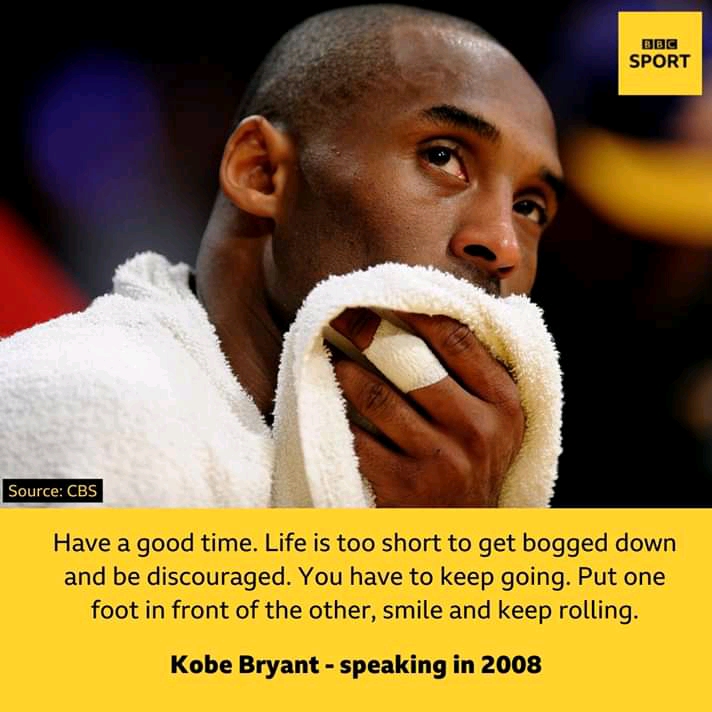 BBC
SPORT
Source: CBS
Have a good time. Life is too short to get bogged down
and be discouraged. You have to keep going. Put one
foot in front of the other, smile and keep rolling.
Kobe Bryant - speaking in 2008